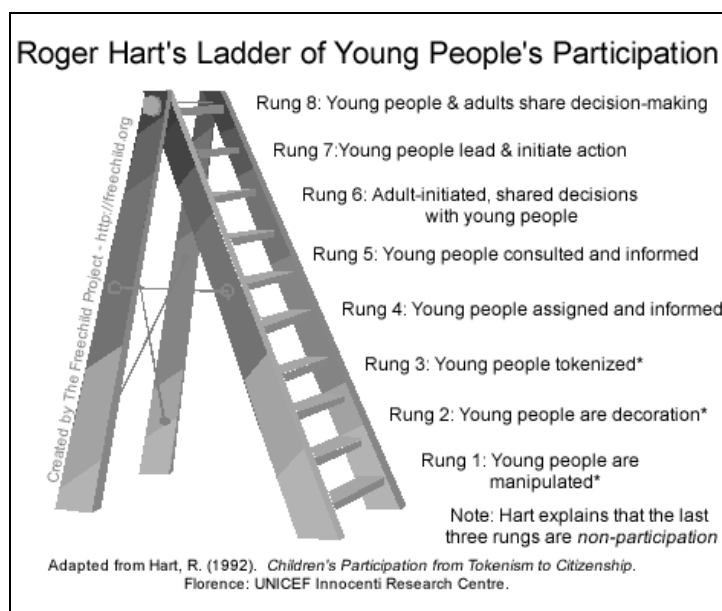 Roger Hart's Ladder of Young People's Participation
Rung 8: Young people & adults share decision-making
Rung 7:Young people lead & initiate action
Rung 6: Adult-initiated, shared decisions
with young people
Rung 5: Young people consulted and informed
Rung 4: Young people assigned and informed
Rung 3: Young people tokenized*
Rung 2: Young people are decoration*
Rung 1: Young people are
manipulated*
Note: Hart explains that the last
three rungs are non-participation
Created by The Freechild Project - http://freechild.org
Adapted from Hart, R. (1992). Children's Participation from Tokenism to Citizenship.
Florence: UNICEF Innocenti Research Centre.